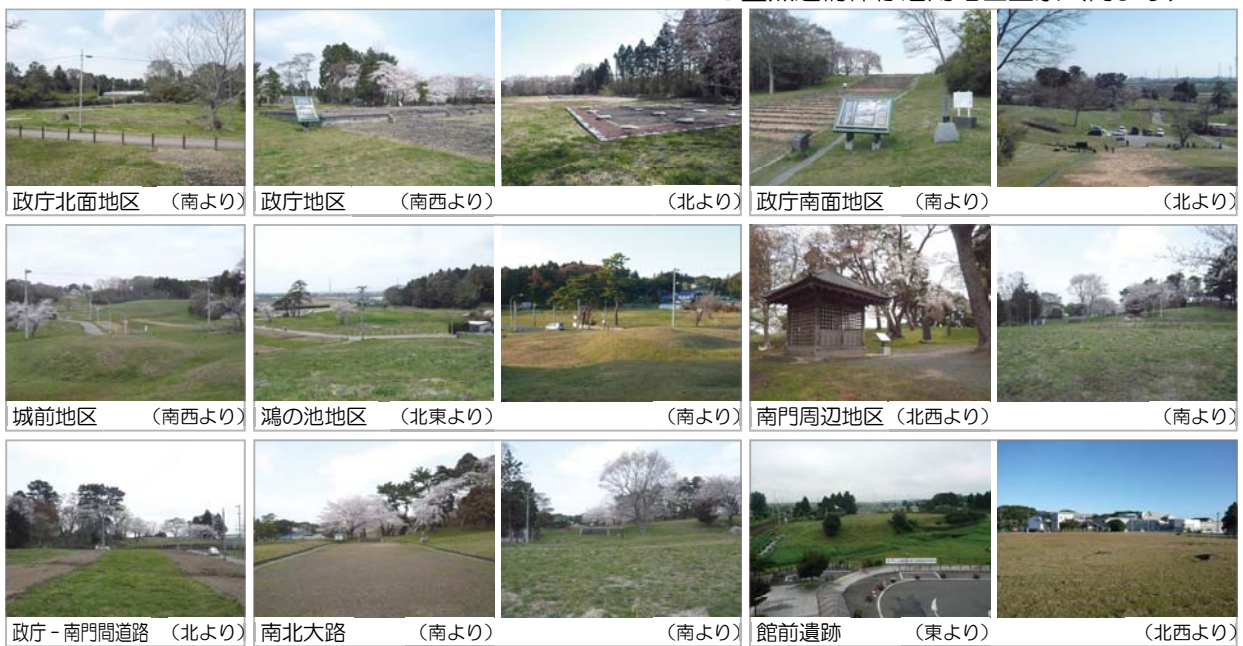 政庁北面地区 （南より） 政庁地区 （南西より） （北より） 政庁南面地区 （南より） （北より）
城前地区 （南西より） 鴻の池地区 （北東より） （南より） 南門周辺地区 （北西より） （南より）
政庁－南門間道路 （北より） 南北大路 （南より） （南より） 館前遺跡 （東より） （北西より）